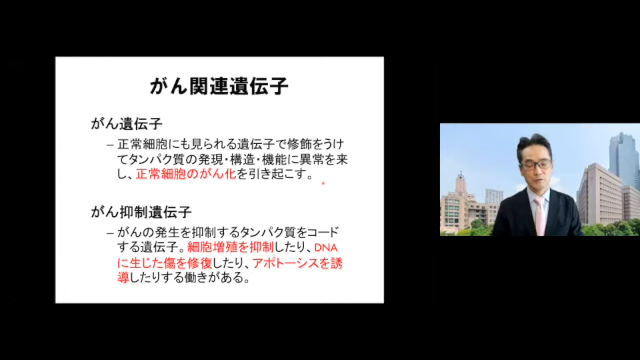 がん関連遺伝子
がん遺伝子
– 正常細胞にも見られる遺伝子で修飾をうけ
てタンパク質の発現・構造・機能に異常を来
し、正常細胞のがん化を引き起こす。
がん抑制遺伝子
– がんの発生を抑制するタンパク質をコード
する遺伝子。細胞増殖を抑制したり、DNA
に生じた傷を修復したり、アポトーシスを誘
導したりする働きがある。